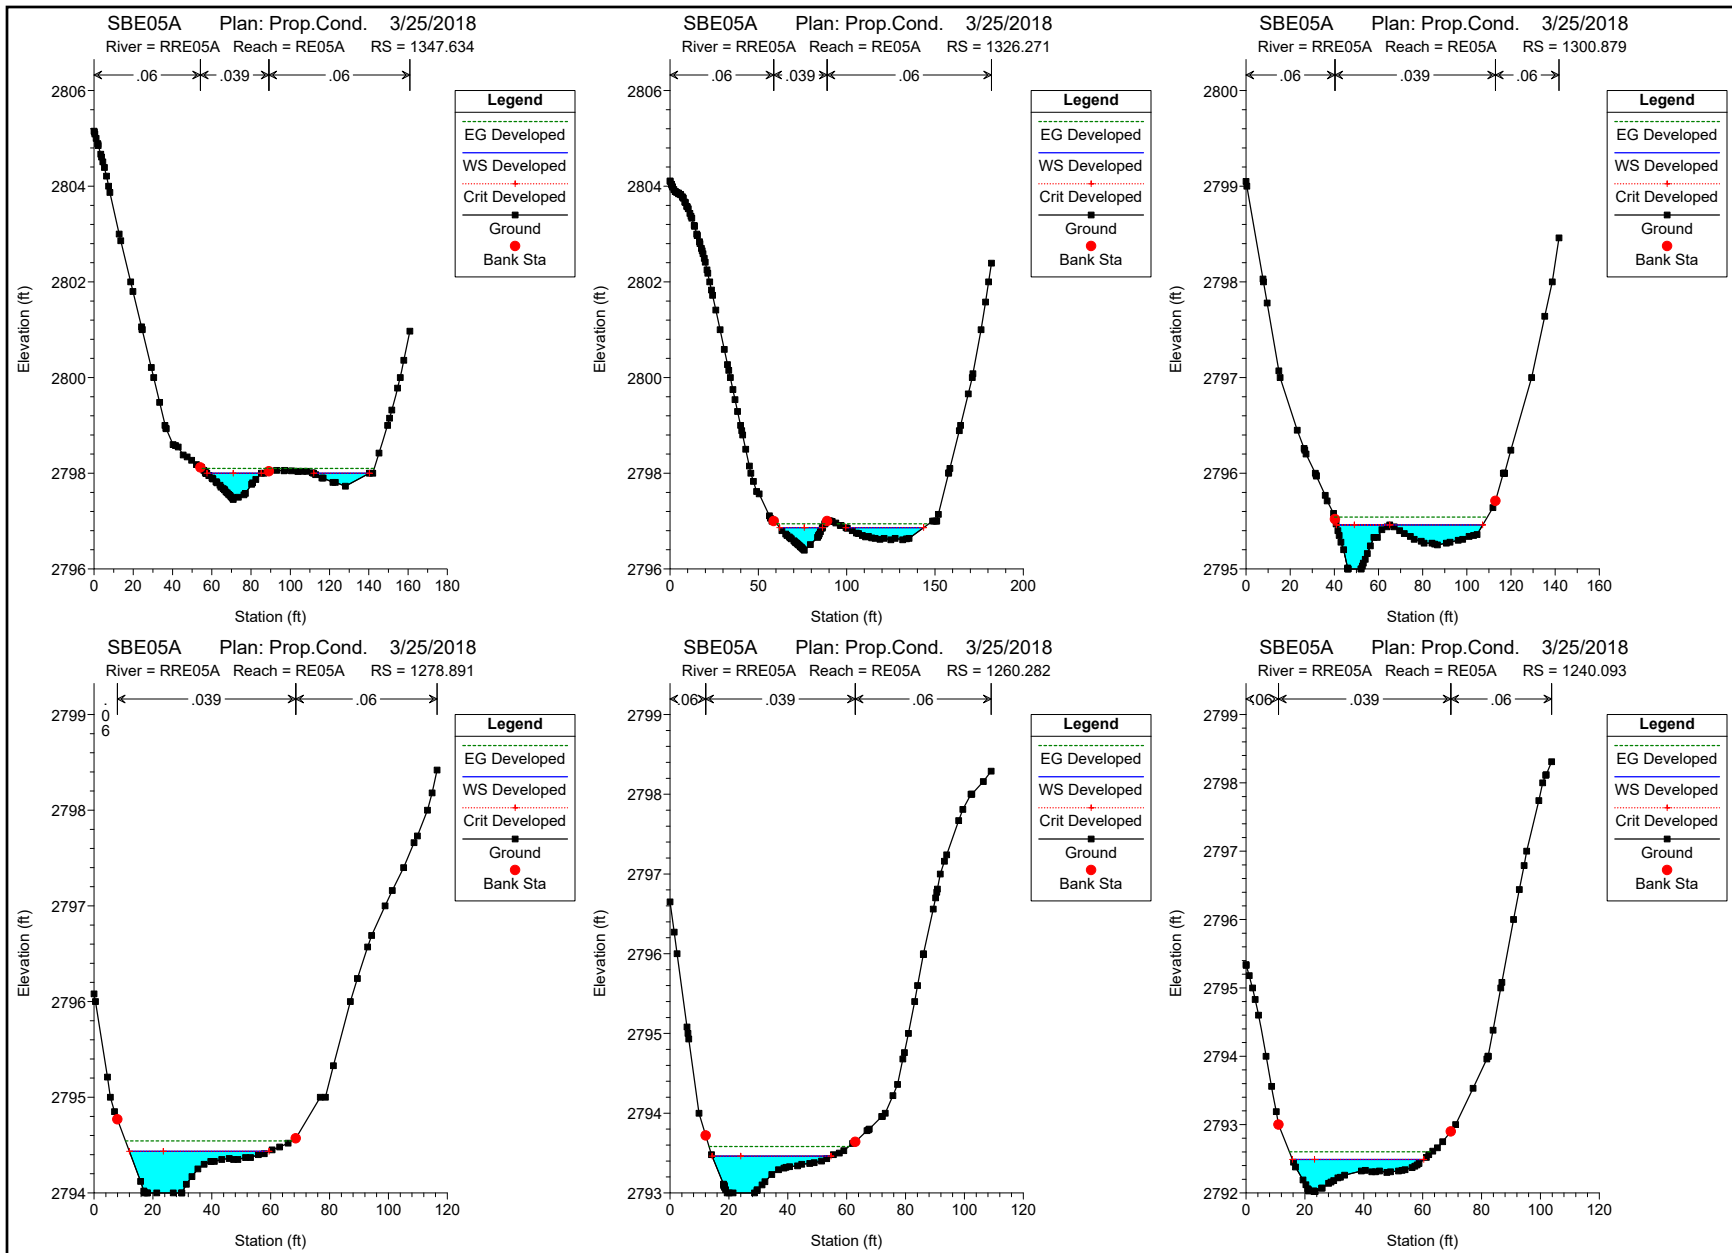 SBE05A Plan: Prop.Cond. 3/25/2018
River = RRE05A Reach = RE05A RS = 1347.634
.06 .039 .06
Legend
EG Developed
WS Developed
Crit Developed
Ground
Bank Sta
2806
2804
2802
2800
2798
2796
Elevation (ft)
0 20 40 60 80 100 120 140 160 180
Station (ft)
SBE05A Plan: Prop.Cond. 3/25/2018
River = RRE05A Reach = RE05A RS = 1326.271
.06 .039 .06
Legend
EG Developed
WS Developed
Crit Developed
Ground
Bank Sta
2806
2804
2802
2800
2798
2796
Elevation (ft)
0 50 100 150 200
Station (ft)
SBE05A Plan: Prop.Cond. 3/25/2018
River = RRE05A Reach = RE05A RS = 1300.879
.06 .039 .06
Legend
EG Developed
WS Developed
Crit Developed
Ground
Bank Sta
2800
2799
2798
2797
2796
2795
Elevation (ft)
0 20 40 60 80 100 120 140 160
Station (ft)
SBE05A Plan: Prop.Cond. 3/25/2018
River = RRE05A Reach = RE05A RS = 1278.891
.06 .039 .06
Legend
EG Developed
WS Developed
Crit Developed
Ground
Bank Sta
2799
2798
2797
2796
2795
2794
Elevation (ft)
0 20 40 60 80 100 120
Station (ft)
SBE05A Plan: Prop.Cond. 3/25/2018
River = RRE05A Reach = RE05A RS = 1260.282
.06 .039 .06
Legend
EG Developed
WS Developed
Crit Developed
Ground
Bank Sta
2799
2798
2797
2796
2795
2794
2793
Elevation (ft)
0 20 40 60 80 100 120
Station (ft)
SBE05A Plan: Prop.Cond. 3/25/2018
River = RRE05A Reach = RE05A RS = 1240.093
.06 .039 .06
Legend
EG Developed
WS Developed
Crit Developed
Ground
Bank Sta
2799
2798
2797
2796
2795
2794
2793
2792
Elevation (ft)
0 20 40 60 80 100 120
Station (ft)